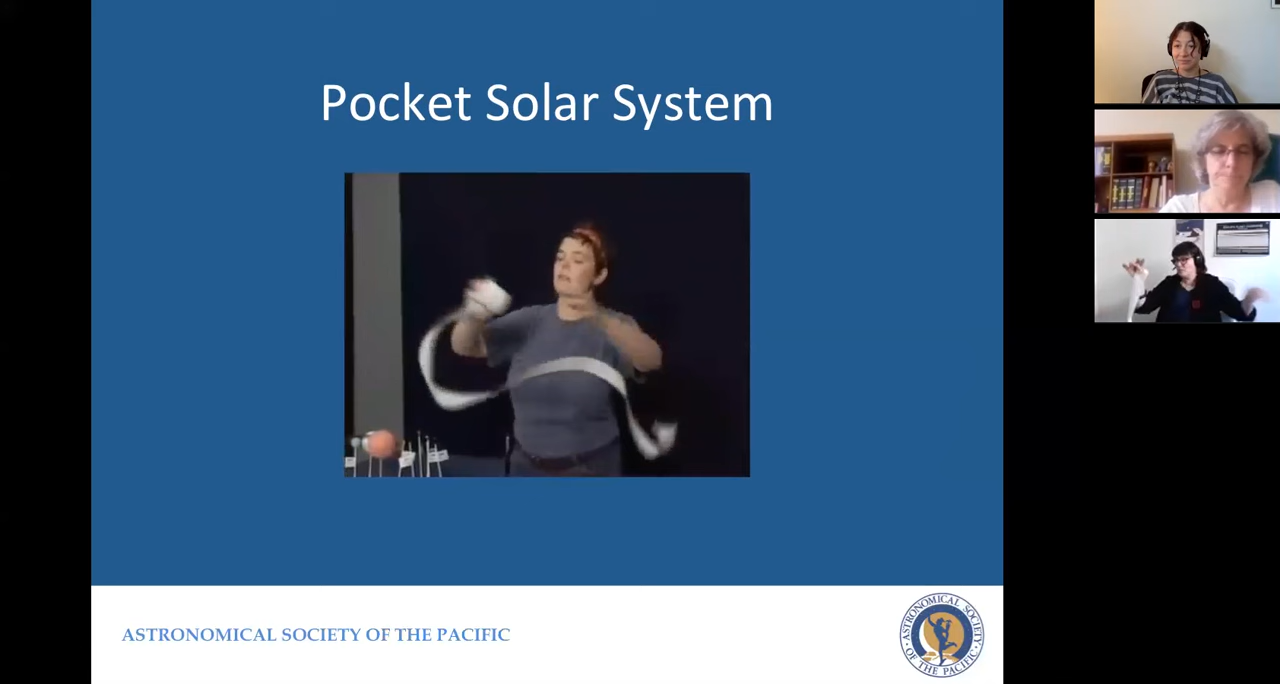 Pocket Solar System
ASTRONOMICAL SOCIETY OF THE PACIFIC
ASTRONOMICAL SOCIETY
· OF THE PACIFIC ·